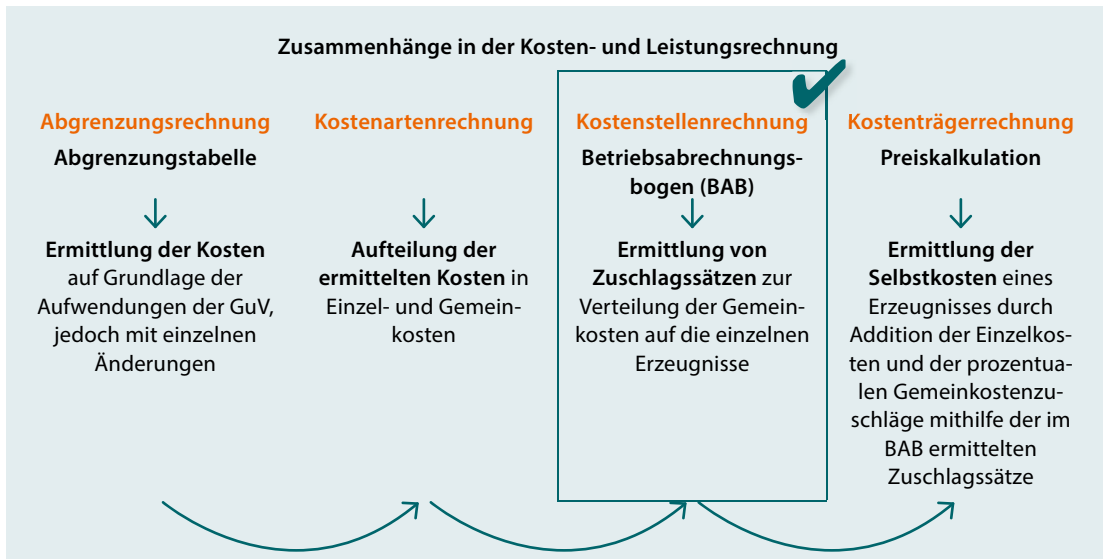 Zusammenhänge in der Kosten- und Leistungsrechnung
Abgrenzungsrechnung
Abgrenzungstabelle
Ermittlung der Kosten
auf Grundlage der
Aufwendungen der GuV,
jedoch mit einzelnen
Änderungen
Kostenartenrechnung
Aufteilung der
ermittelten Kosten in
Einzel- und Gemein-
kosten
Kostenstellenrechnung
Betriebsabrechnungs-
bogen (BAB)
Ermittlung von
Zuschlagssätzen zur
Verteilung der Gemein-
kosten auf die einzelnen
Erzeugnisse
Kostenträgerrechnung
Preiskalkulation
Ermittlung der
Selbstkosten eines
Erzeugnisses durch
Addition der Einzelkos-
ten und der prozentua-
len Gemeinkostenzu-
schläge mithilfe der im
BAB ermittelten
Zuschlagssätze